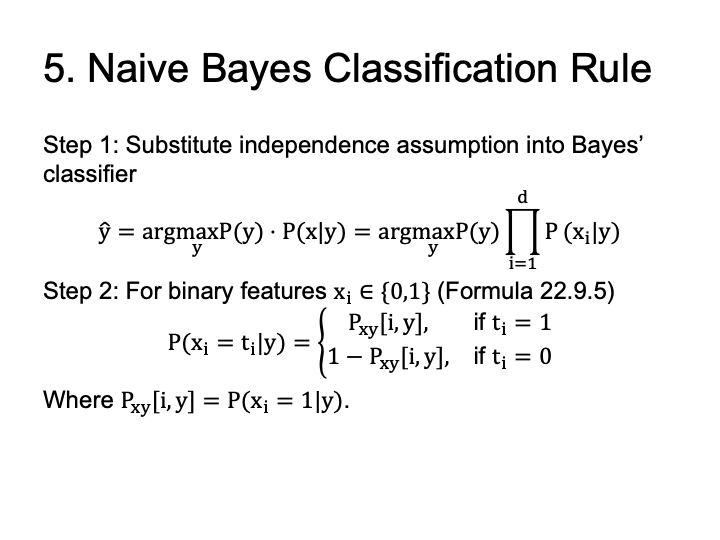 5. Naive Bayes Classification Rule
Step 1: Substitute independence assumption into Bayes’
classifier
ŷ = argmax_y P(y) · P(x|y) = argmax_y P(y) ∏_{i=1}^{d} P (x_i|y)
Step 2: For binary features x_i ∈ {0,1} (Formula 22.9.5)
P(x_i = t_i|y) = { P_xy[i, y], if t_i = 1
1 − P_xy[i, y], if t_i = 0
Where P_xy[i, y] = P(x_i = 1|y).